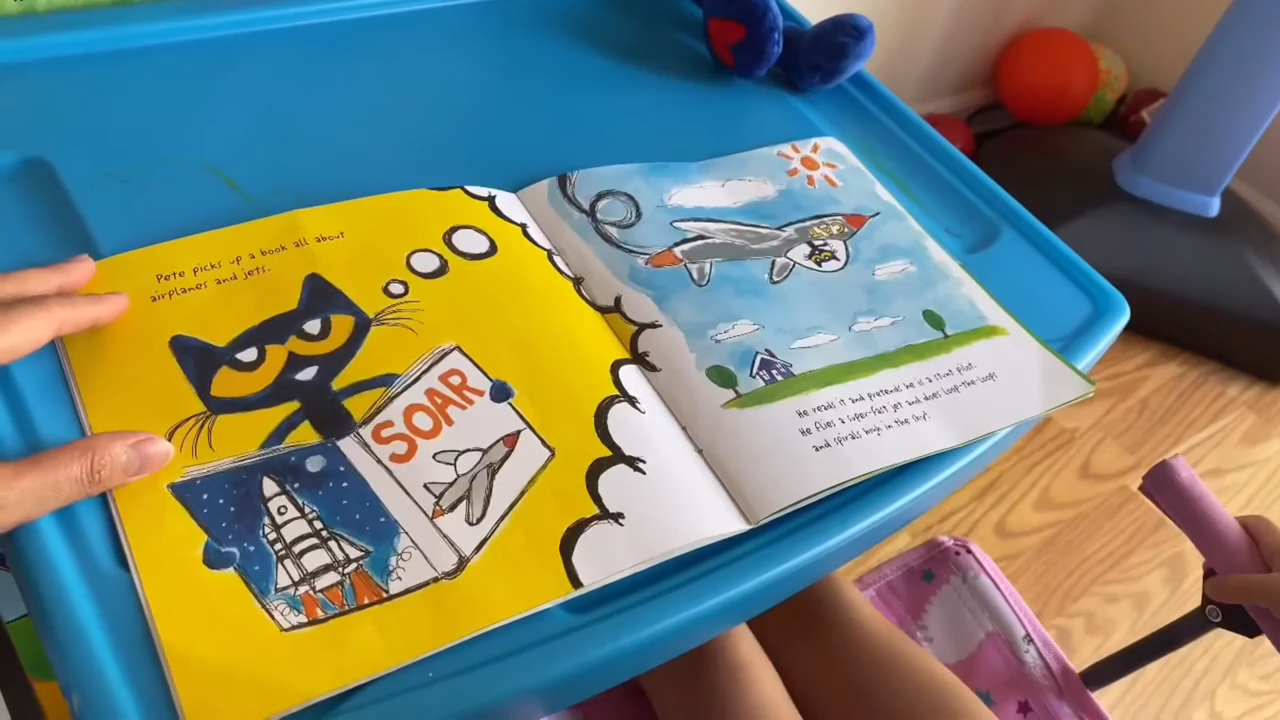 Pete picks up a book all about
airplanes and jets.
SOAR
He reads it and pretends he is a stunt pilot.
He flies a super-fast jet and does loop-the-loops
and spirals high in the sky!